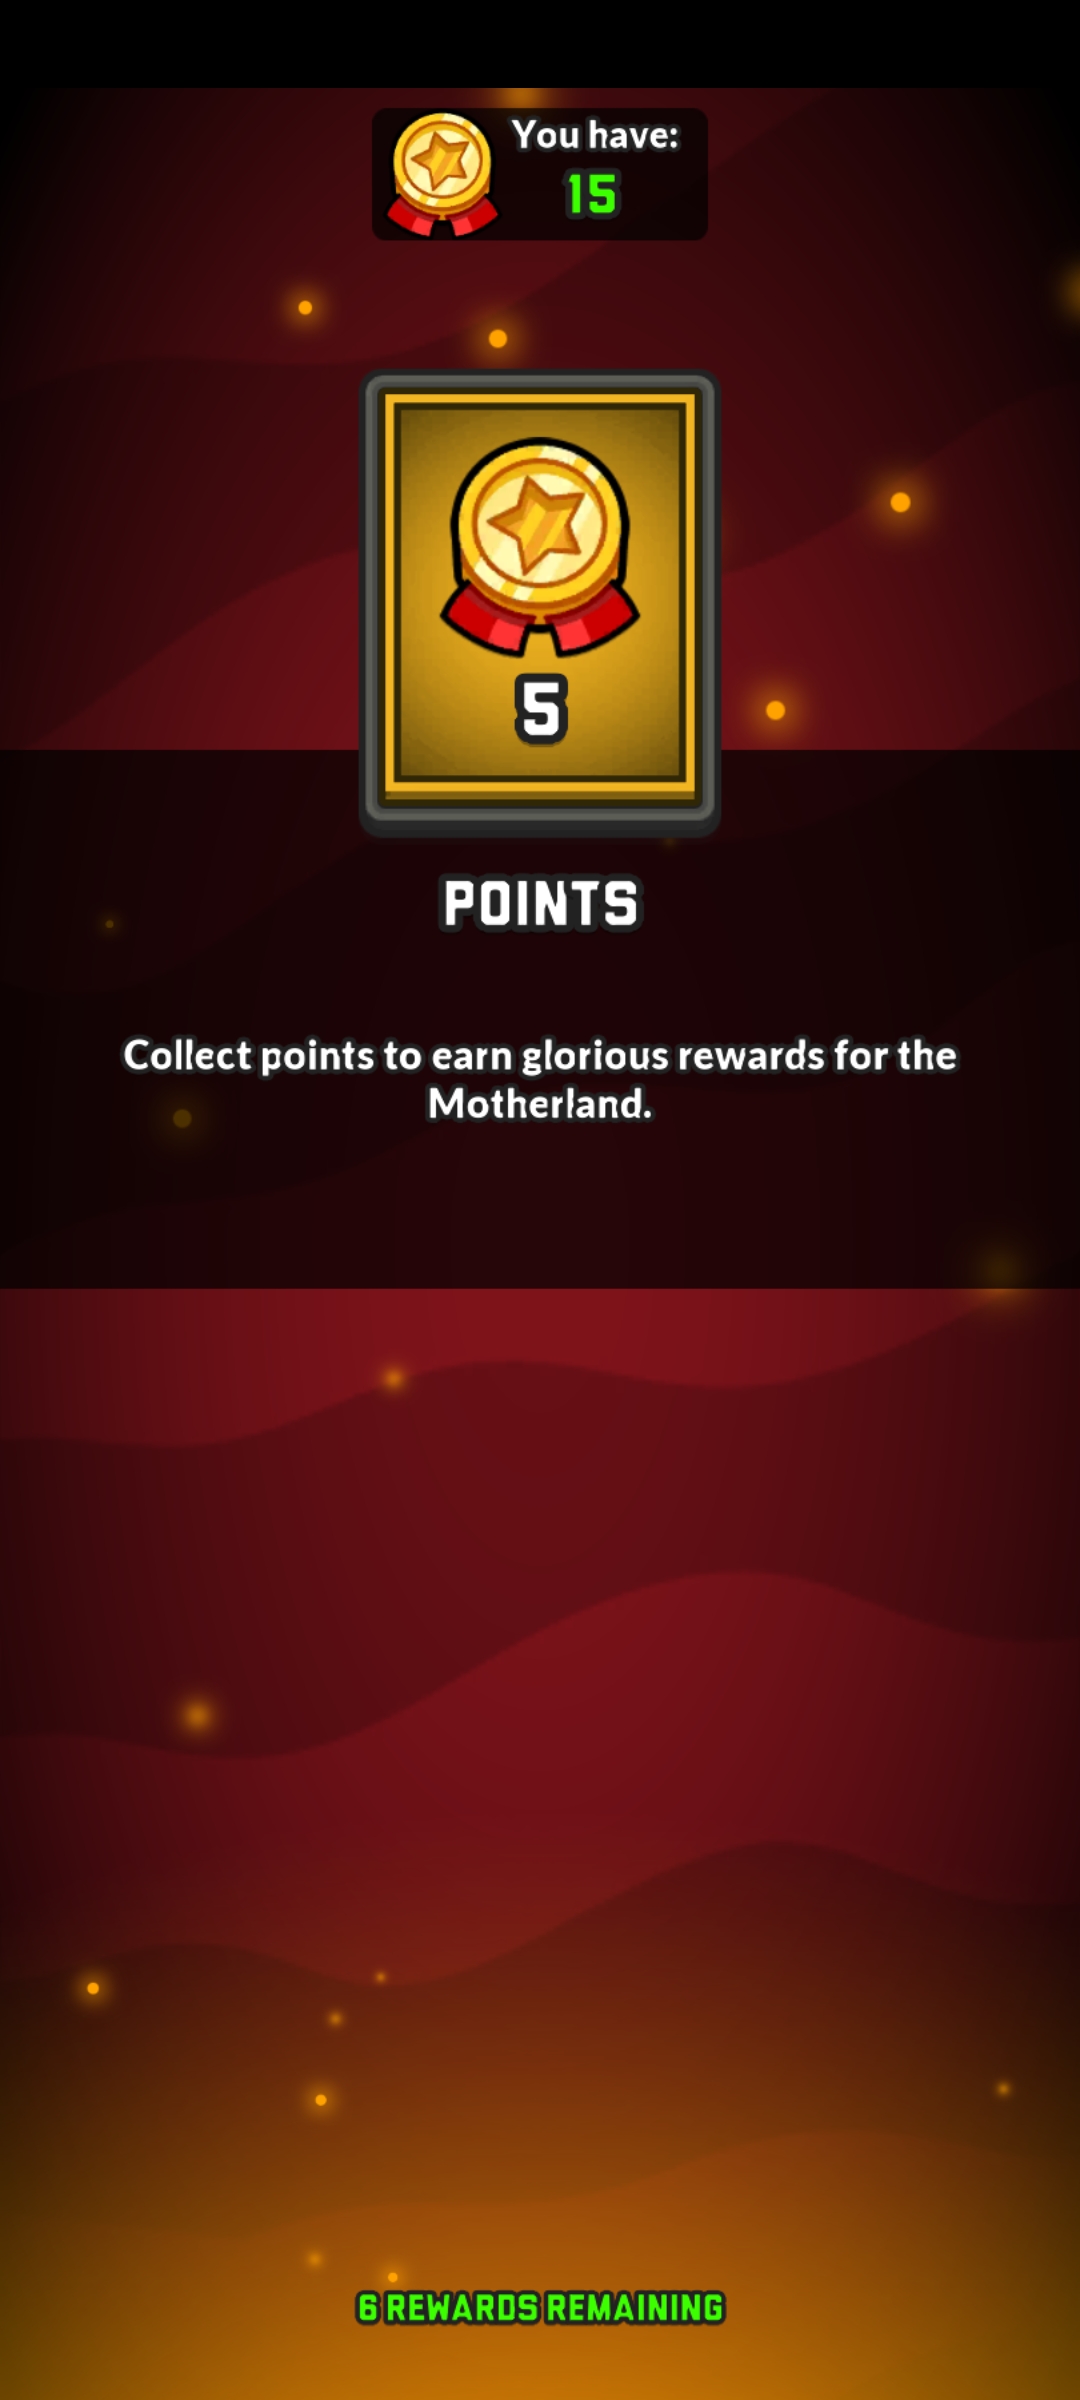 You have:
15
5
POINTS
Collect points to earn glorious rewards for the
Motherland.
6 REWARDS REMAINING